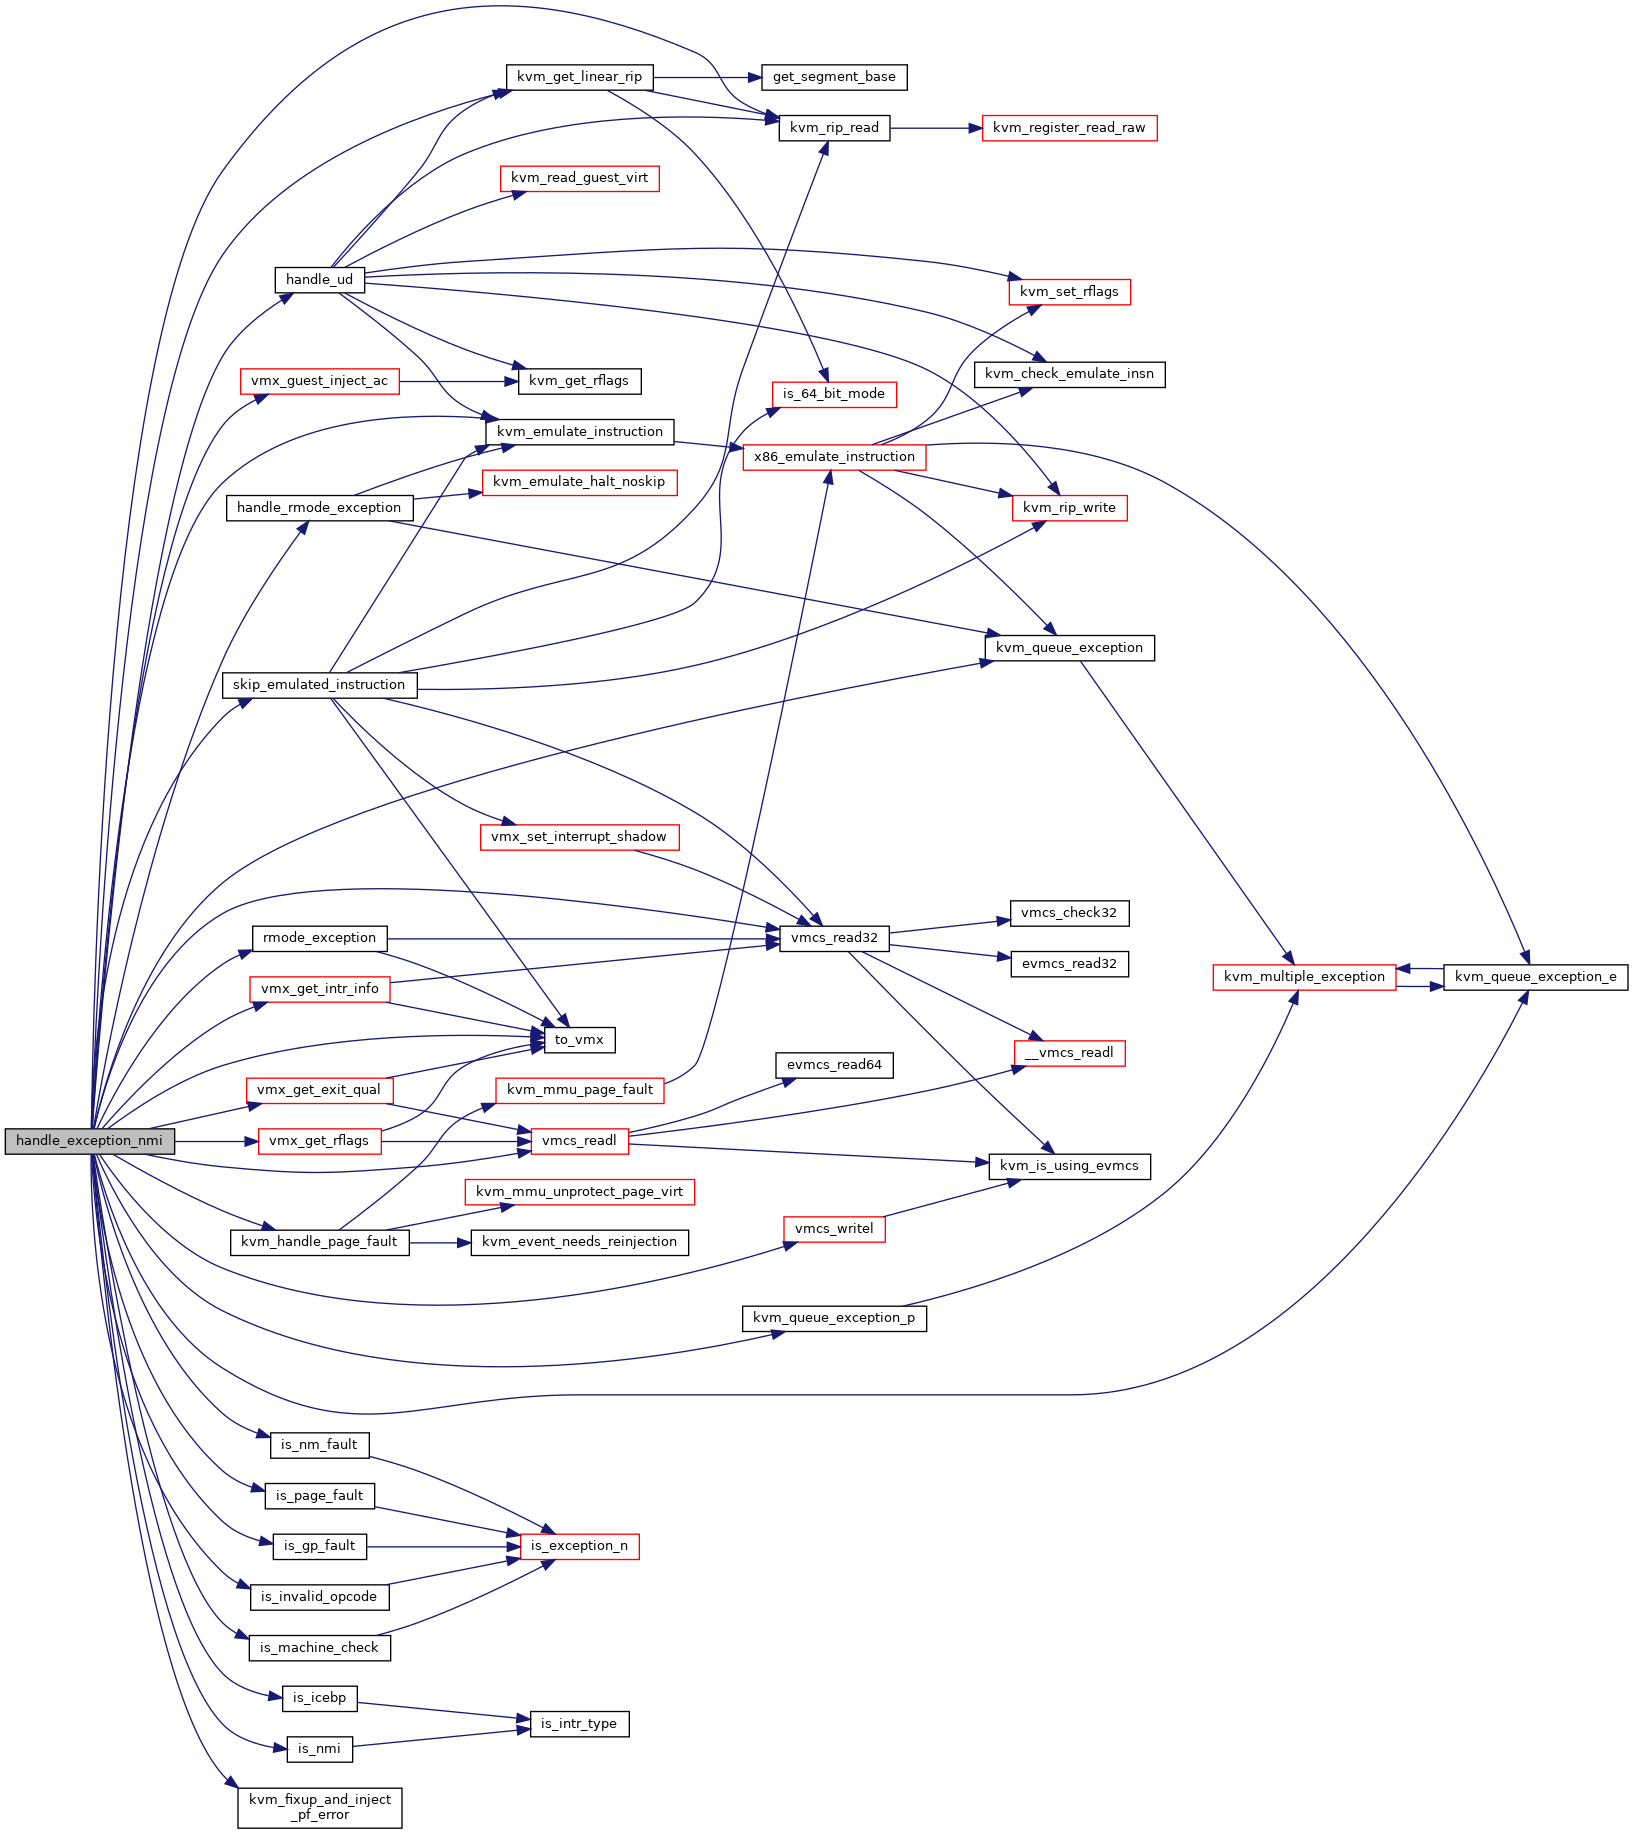 kvm_get_linear_rip
get_segment_base
kvm_rip_read
kvm_register_read_raw
kvm_read_guest_virt
handle_ud
kvm_set_rflags
vmx_guest_inject_ac
kvm_get_rflags
kvm_check_emulate_insn
is_64_bit_mode
kvm_emulate_instruction
x86_emulate_instruction
kvm_emulate_halt_noskip
handle_rmode_exception
kvm_rip_write
kvm_queue_exception
skip_emulated_instruction
vmx_set_interrupt_shadow
vmcs_check32
rmode_exception
vmcs_read32
evmcs_read32
kvm_multiple_exception
kvm_queue_exception_e
vmx_get_intr_info
to_vmx
__vmcs_readl
evmcs_read64
vmx_get_exit_qual
kvm_mmu_page_fault
handle_exception_nmi
vmx_get_rflags
vmcs_readl
kvm_is_using_evmcs
kvm_mmu_unprotect_page_virt
vmcs_writel
kvm_handle_page_fault
kvm_event_needs_reinjection
kvm_queue_exception_p
is_nm_fault
is_page_fault
is_gp_fault
is_exception_n
is_invalid_opcode
is_machine_check
is_icebp
is_intr_type
is_nmi
kvm_fixup_and_inject
_pf_error